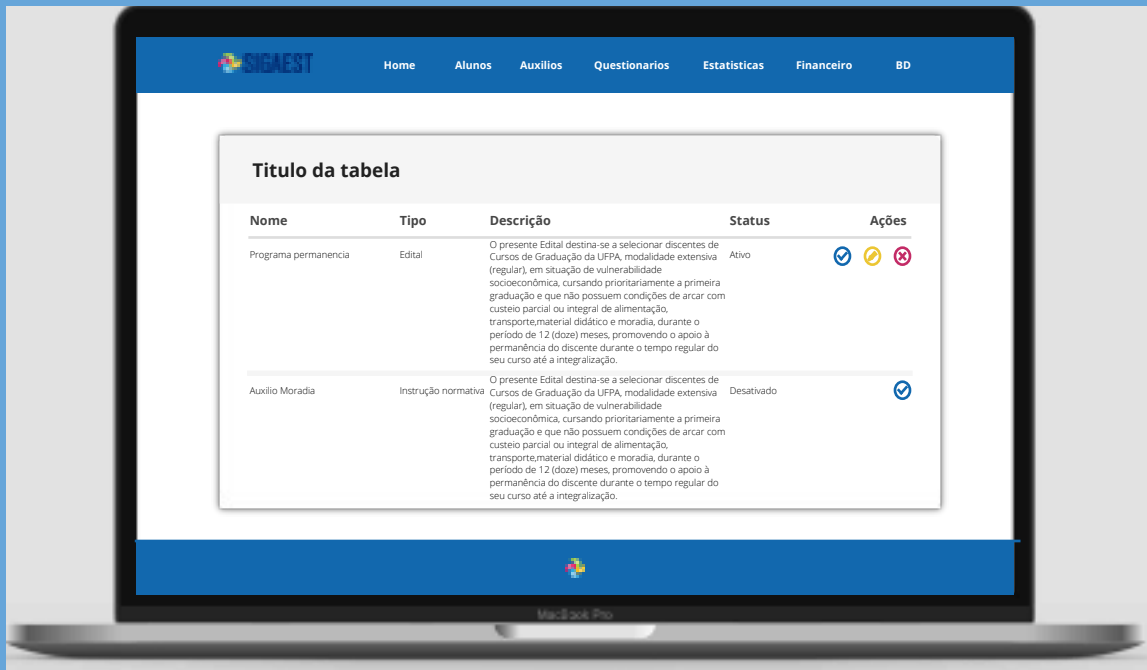 SIGAEST
Home Alunos Auxilios Questionarios Estatisticas Financeiro BD
Titulo da tabela
Nome Tipo Descrição Status Ações
Programa permanencia Edital O presente Edital destina-se a selecionar discentes de Ativo
Cursos de Graduação da UFPA, modalidade extensiva
(regular), em situação de vulnerabilidade
socioeconômica, cursando prioritariamente a primeira
graduação e que não possuem condições de arcar com
custeio parcial ou integral de alimentação,
transporte,material didático e moradia, durante o
período de 12 (doze) meses, promovendo o apoio à
permanência do discente durante o tempo regular do
seu curso até a integralização.
Auxilio Moradia Instrução normativa O presente Edital destina-se a selecionar discentes de Desativado
Cursos de Graduação da UFPA, modalidade extensiva
(regular), em situação de vulnerabilidade
socioeconômica, cursando prioritariamente a primeira
graduação e que não possuem condições de arcar com
custeio parcial ou integral de alimentação,
transporte,material didático e moradia, durante o
período de 12 (doze) meses, promovendo o apoio à
permanência do discente durante o tempo regular do
seu curso até a integralização.
MacBook Pro